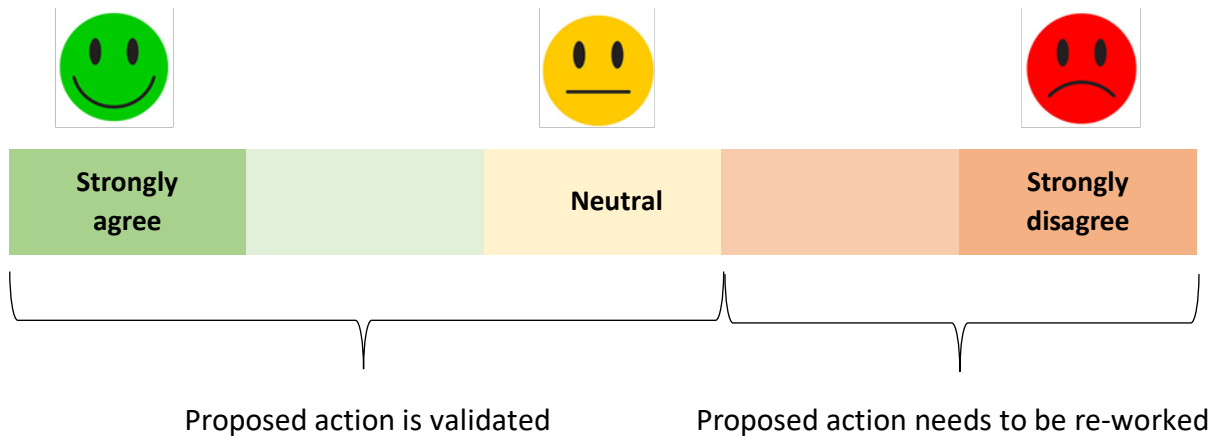 Strongly
agree
Neutral
Strongly
disagree
Proposed action is validated
Proposed action needs to be re-worked